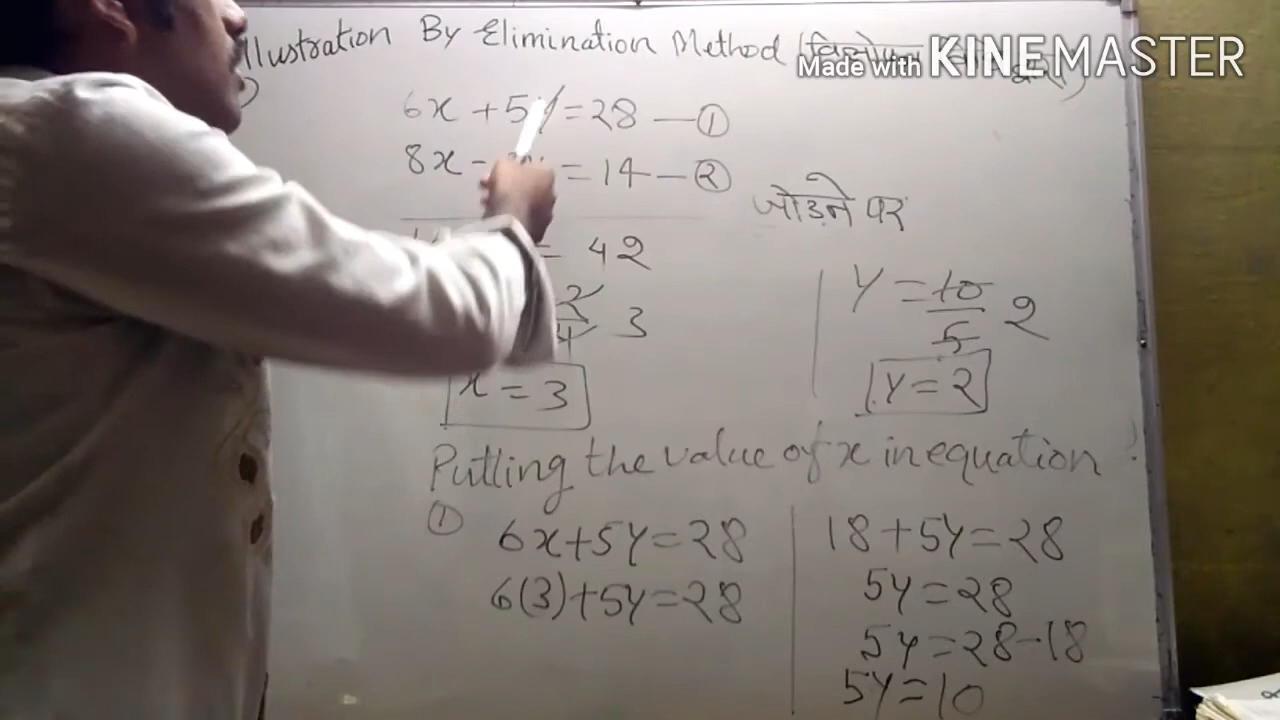 Illustration By Elimination Method
Made with KINEMASTER
6x + 5y = 28 — ①
8x - = 14 — ②
जोडने पर
= 42
3
x = 3
y = 10/5 2
y = 2
Putting the value of x in equation
①
6x+5y=28
6(3)+5y=28
18+5y=28
5y=28
5y=28-18
5y=10